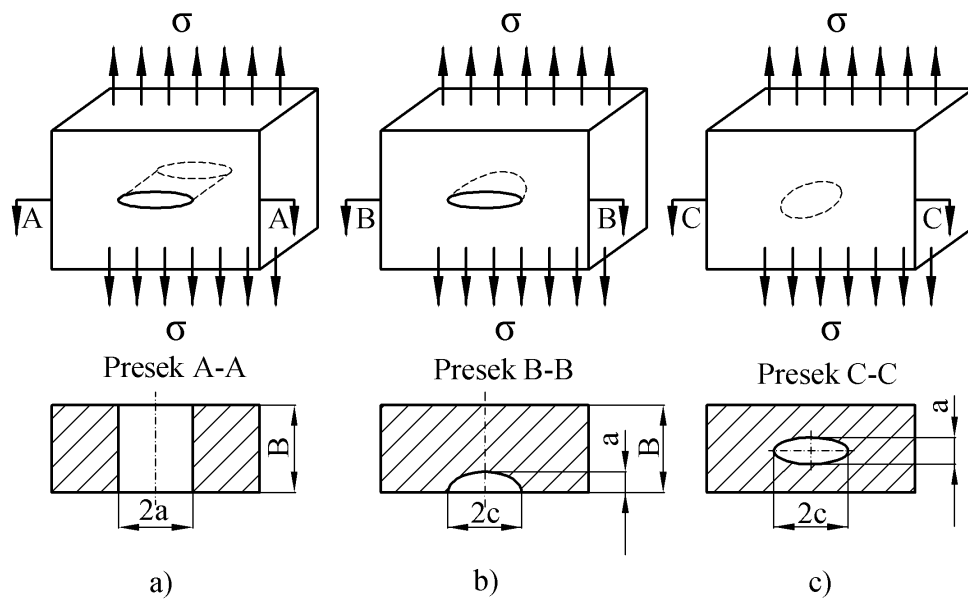 σ σ σ
A A B B C C
σ σ σ
Presek A-A Presek B-B Presek C-C
B a B a
2a 2c 2c
a) b) c)